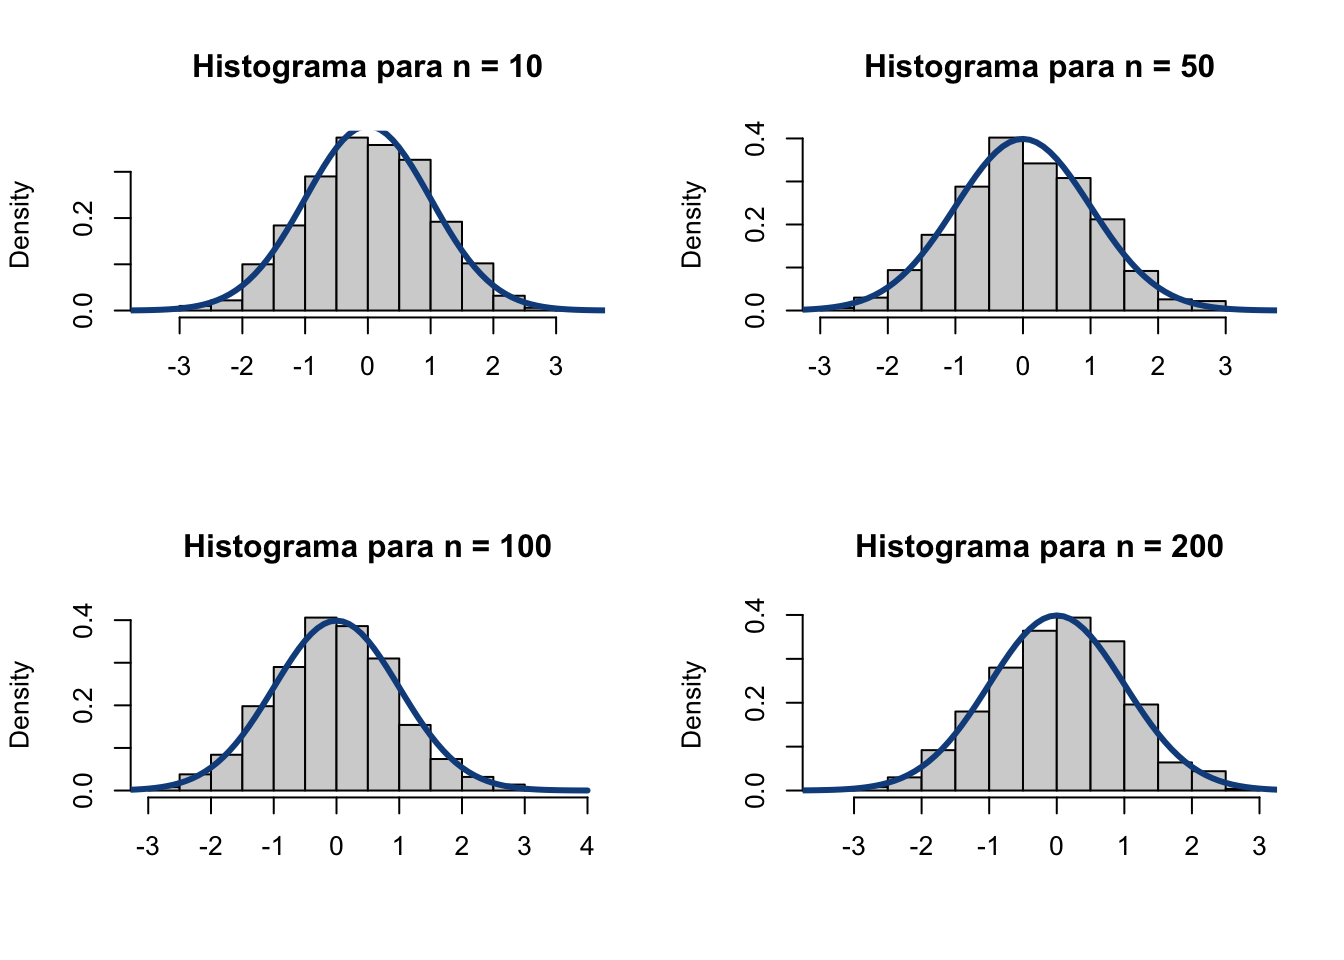 Histograma para n = 10
Density
0.0 0.2
-3 -2 -1 0 1 2 3
Histograma para n = 50
Density
0.0 0.2 0.4
-3 -2 -1 0 1 2 3
Histograma para n = 100
Density
0.0 0.2 0.4
-3 -2 -1 0 1 2 3 4
Histograma para n = 200
Density
0.0 0.2 0.4
-3 -2 -1 0 1 2 3